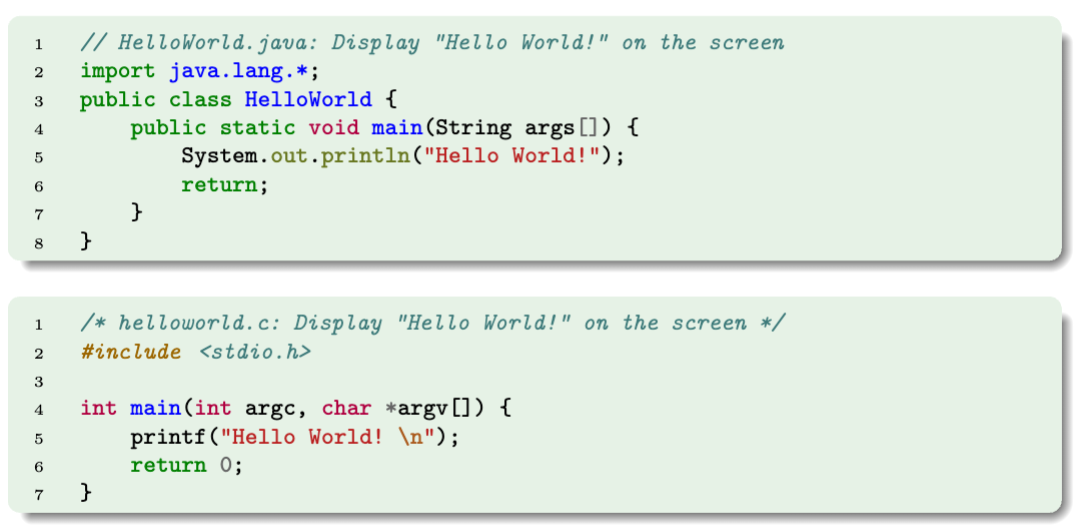 1 // HelloWorld.java: Display "Hello World!" on the screen
2 import java.lang.*;
3 public class HelloWorld {
4     public static void main(String args[]) {
5         System.out.println("Hello World!");
6         return;
7     }
8 }
1 /* helloworld.c: Display "Hello World!" on the screen */
2 #include <stdio.h>
3
4 int main(int argc, char *argv[]) {
5     printf("Hello World! \n");
6     return 0;
7 }